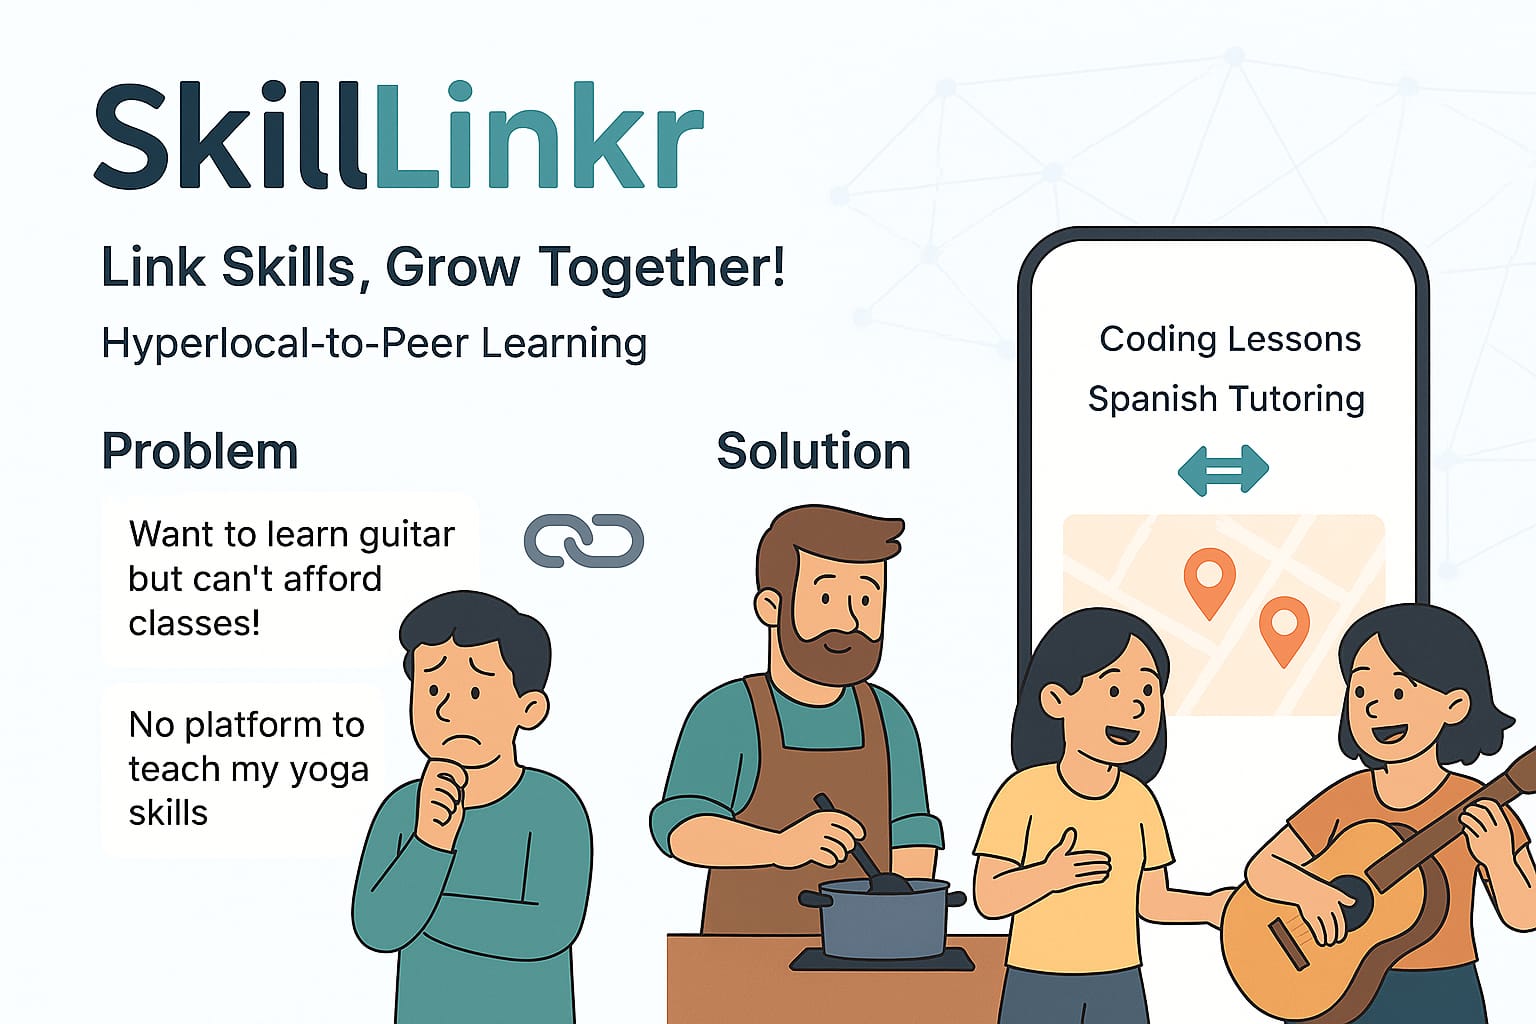 SkillLinkr
Link Skills, Grow Together!
Hyperlocal-to-Peer Learning
Problem
Want to learn guitar
but can't afford
classes!
No platform to
teach my yoga
skills
Solution
Coding Lessons
Spanish Tutoring